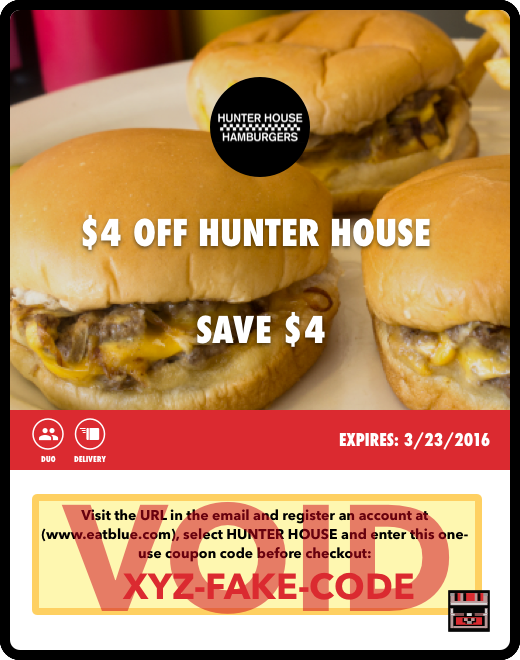 HUNTER HOUSE
HAMBURGERS
$4 OFF HUNTER HOUSE
SAVE $4
DUO
DELIVERY
EXPIRES: 3/23/2016
VOID
Visit the URL in the email and register an account at
(www.eatblue.com), select HUNTER HOUSE and enter this one-
use coupon code before checkout:
XYZ-FAKE-CODE